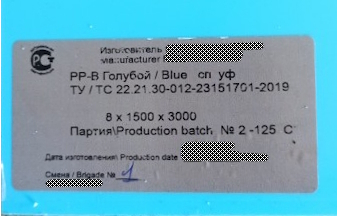 Изготовитель
Manufacturer
РСТ
PP-B Голубой / Blue сп уф
ТУ / ТС 22.21.30-012-23151701-2019
8 x 1500 x 3000
Партия\Production batch № 2 -125 С
Дата изготовления\ Production date
Смена / Brigade № 1